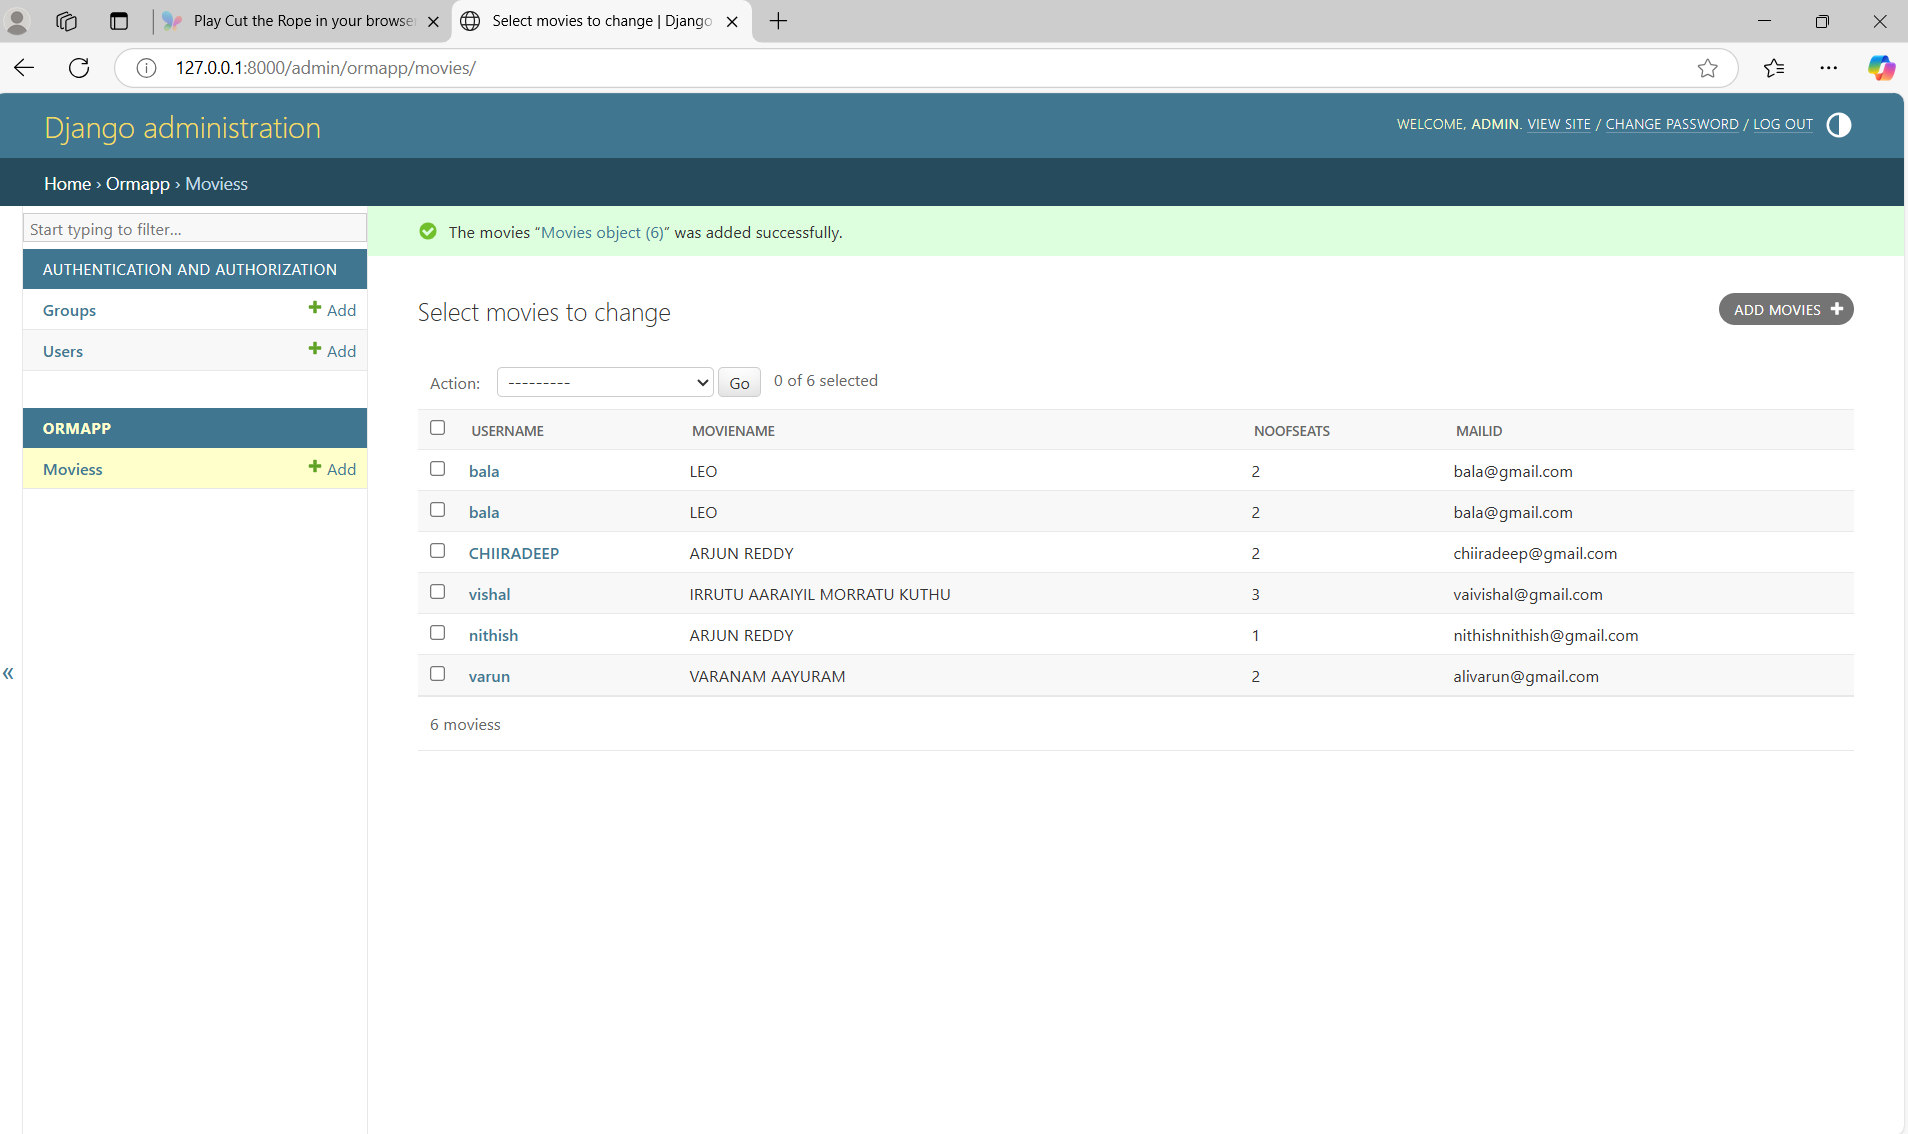 Play Cut the Rope in your browse
Select movies to change | Django
127.0.0.1:8000/admin/ormapp/movies/
Django administration
WELCOME, ADMIN. VIEW SITE / CHANGE PASSWORD / LOG OUT
Home › Ormapp › Moviess
Start typing to filter...
The movies “Movies object (6)” was added successfully.
AUTHENTICATION AND AUTHORIZATION
Groups Add
Users Add
ORMAPP
Moviess Add
«
Select movies to change
ADD MOVIES
Action: --------- Go 0 of 6 selected
USERNAME MOVIENAME NOOFSEATS MAILID
bala LEO 2 bala@gmail.com
bala LEO 2 bala@gmail.com
CHIIRADEEP ARJUN REDDY 2 chiiradeep@gmail.com
vishal IRRUTU AARAIYIL MORRATU KUTHU 3 vaivishal@gmail.com
nithish ARJUN REDDY 1 nithishnithish@gmail.com
varun VARANAM AAYURAM 2 alivarun@gmail.com
6 moviess